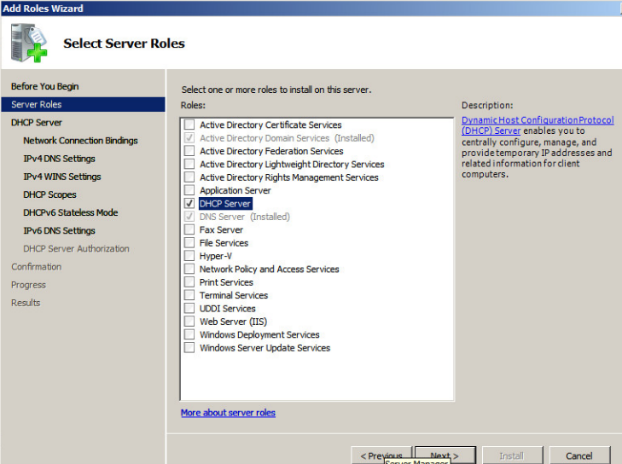 Add Roles Wizard
Select Server Roles
Before You Begin
Server Roles
DHCP Server
Network Connection Bindings
IPv4 DNS Settings
IPv4 WINS Settings
DHCP Scopes
DHCPv6 Stateless Mode
IPv6 DNS Settings
DHCP Server Authorization
Confirmation
Progress
Results
Select one or more roles to install on this server.
Roles:
Active Directory Certificate Services
Active Directory Domain Services (Installed)
Active Directory Federation Services
Active Directory Lightweight Directory Services
Active Directory Rights Management Services
Application Server
DHCP Server
DNS Server (Installed)
Fax Server
File Services
Hyper-V
Network Policy and Access Services
Print Services
Terminal Services
UDDI Services
Web Server (IIS)
Windows Deployment Services
Windows Server Update Services
More about server roles
Description:
Dynamic Host Configuration Protocol
(DHCP) Server enables you to
centrally configure, manage, and
provide temporary IP addresses and
related information for client
computers.
< Previous
Next >
Install
Cancel
Server Manager